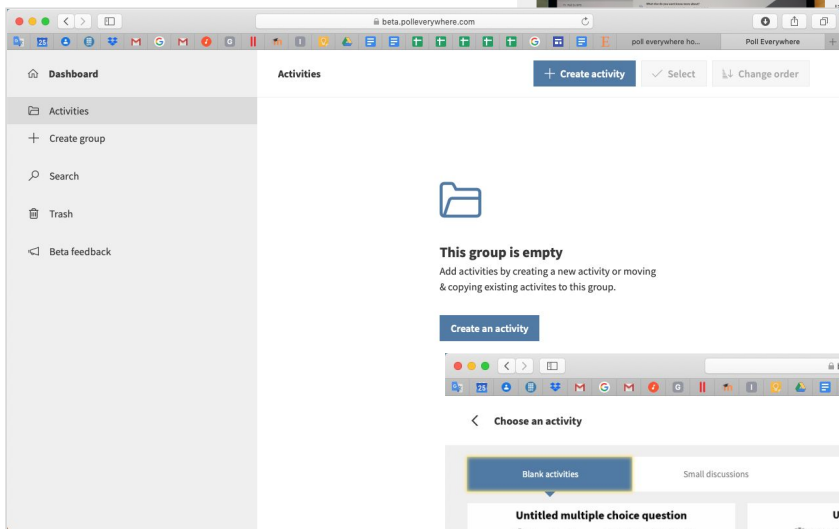 beta.polleverywhere.com
poll everywhere ho...
Poll Everywhere
Dashboard
Activities
Create group
Search
Trash
Beta feedback
Activities
+ Create activity
Select
Change order
This group is empty
Add activities by creating a new activity or moving
& copying existing activites to this group.
Create an activity
Choose an activity
Blank activities
Small discussions
Untitled multiple choice question